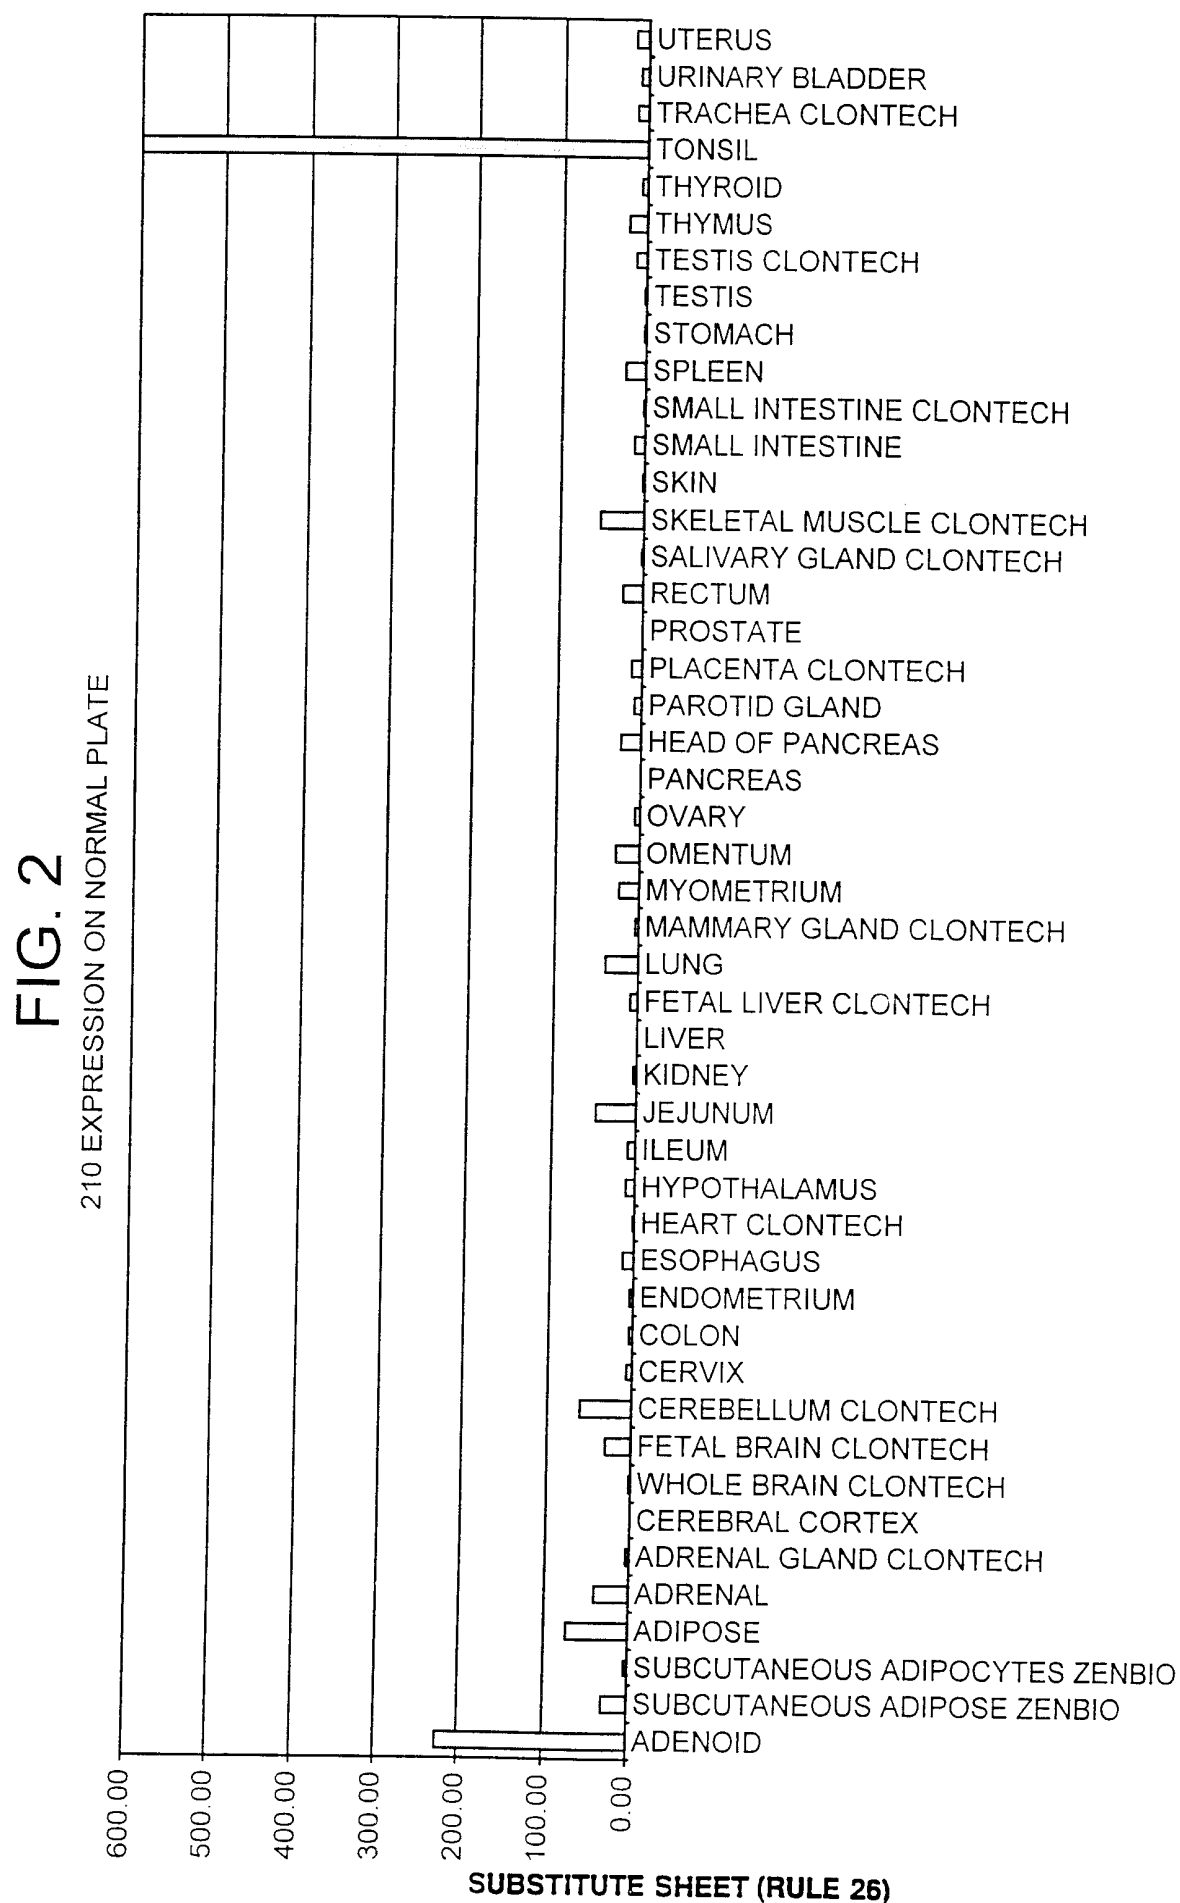 FIG. 2
210 EXPRESSION ON NORMAL PLATE
UTERUS
URINARY BLADDER
TRACHEA CLONTECH
TONSIL
THYROID
THYMUS
TESTIS CLONTECH
TESTIS
STOMACH
SPLEEN
SMALL INTESTINE CLONTECH
SMALL INTESTINE
SKIN
SKELETAL MUSCLE CLONTECH
SALIVARY GLAND CLONTECH
RECTUM
PROSTATE
PLACENTA CLONTECH
PAROTID GLAND
HEAD OF PANCREAS
PANCREAS
OVARY
OMENTUM
MYOMETRIUM
MAMMARY GLAND CLONTECH
LUNG
FETAL LIVER CLONTECH
LIVER
KIDNEY
JEJUNUM
ILEUM
HYPOTHALAMUS
HEART CLONTECH
ESOPHAGUS
ENDOMETRIUM
COLON
CERVIX
CEREBELLUM CLONTECH
FETAL BRAIN CLONTECH
WHOLE BRAIN CLONTECH
CEREBRAL CORTEX
ADRENAL GLAND CLONTECH
ADRENAL
ADIPOSE
SUBCUTANEOUS ADIPOCYTES ZENBIO
SUBCUTANEOUS ADIPOSE ZENBIO
ADENOID
600.00
500.00
400.00
300.00
200.00
100.00
0.00
SUBSTITUTE SHEET (RULE 26)